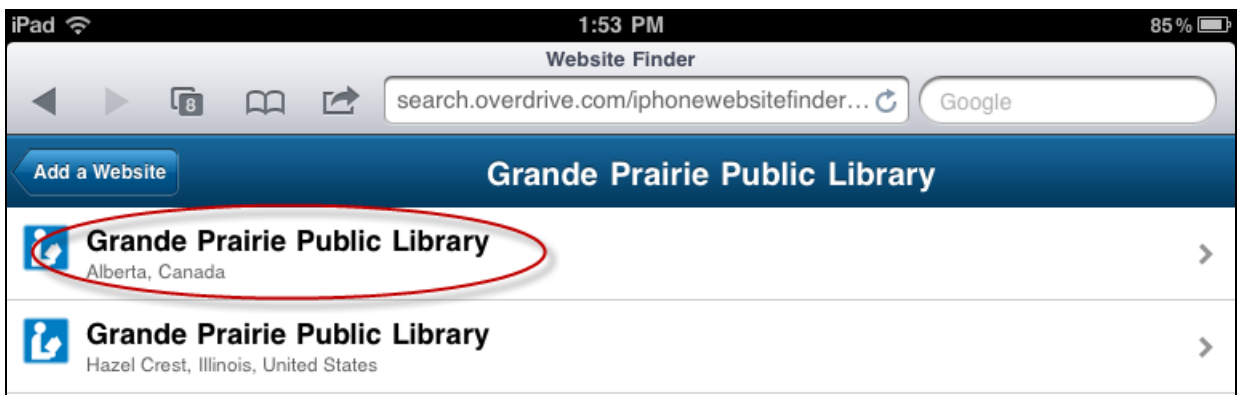 iPad 1:53 PM 85%
Website Finder
8 search.overdrive.com/iphonewebsitefinder... Google
Add a Website Grande Prairie Public Library
Grande Prairie Public Library
Alberta, Canada
Grande Prairie Public Library
Hazel Crest, Illinois, United States